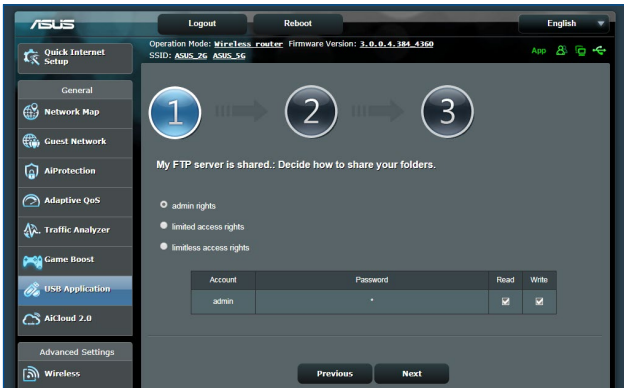 ASUS
Logout
Reboot
English
Operation Mode: Wireless router Firmware Version: 3.0.0.4.384_4360
SSID: ASUS_2G ASUS_5G
App
Quick Internet
Setup
General
Network Map
Guest Network
AiProtection
Adaptive QoS
Traffic Analyzer
Game Boost
USB Application
AiCloud 2.0
Advanced Settings
Wireless
1
2
3
My FTP server is shared.: Decide how to share your folders.
admin rights
limited access rights
limitless access rights
Account Password Read Write
admin *
Previous
Next